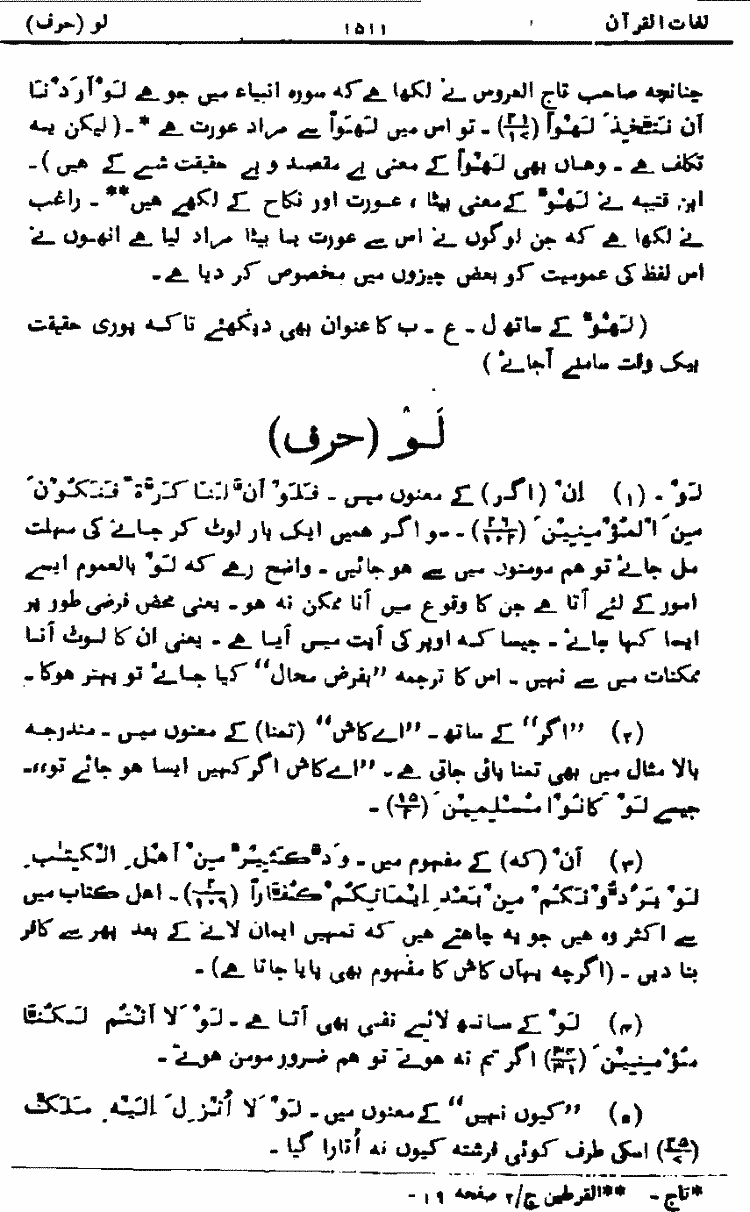 لغات القرآن ۱۵۱۱ لو (حرف)
چنانچہ صاحب تاج العروس نے لکھا ہے کہ سورہ انبیاء میں جو ہے لَوْ اَرَدْنَا
اَنْ نَتَّخِذَ لَهْوًا (۲۱/۱۷) ۔ تو اس میں لَهْوًا سے مراد عورت ہے * ۔ (لیکن یہ
تکلف ہے ۔ وہاں بھی لَهْوًا کے معنی بے مقصد و بے حقیقت شے کے ہیں) ۔
ابن قتیبہ نے لَهْوٌ کے معنی بیٹا ، عورت اور نکاح کے لکھے ہیں** ۔ راغب
نے لکھا ہے کہ جن لوگوں نے اس سے عورت یا بیٹا مراد لیا ہے انھوں نے
اس لفظ کی عمومیت کو بعض چیزوں میں مخصوص کر دیا ہے ۔
(لَهْوٌ کے ساتھ ل ۔ ع ۔ ب کا عنوان بھی دیکھئے تا کہ پوری حقیقت
بیک وقت سامنے آجائے )
لَوْ (حرف)
لَوْ ۔ (۱) اِنْ (اگر) کے معنوں میں ۔ فَلَوْ اَنَّ لَنَا كَرَّةً فَنَكُوْنَ
مِنَ الْمُؤْمِنِيْنَ (۲۶/۱۰۲) ۔۔و اگر ہمیں ایک بار لوٹ کر جانے کی مہلت
مل جائے تو ہم مومنوں میں سے ہو جائیں ۔ واضح رہے کہ لَوْ بالعموم ایسے
امور کے لئے آتا ہے جن کا وقوع میں آنا ممکن نہ ہو ۔ یعنی محض فرضی طور پر
ایسا کہا جائے ۔ جیسا کہ اوپر کی آیت میں آیا ہے ۔ یعنی ان کا لوٹ آنا
ممکنات میں سے نہیں ۔ اس کا ترجمہ ”بفرض محال“ کیا جائے تو بہتر ہوگا ۔
(۲) ”اگر“ کے ساتھ ۔ ”اے کاش“ (تمنا) کے معنوں میں ۔ مندرجہ
بالا مثال میں بھی تمنا پائی جاتی ہے ۔ ”اے کاش اگر کہیں ایسا ہو جائے تو،،۔
جیسے لَوْ كَانُوْا مُسْلِمِيْنَ (۱۵/۲) ۔
(۳) اَنْ (کہ) کے مفہوم میں ۔ وَدَّ كَثِيْرٌ مِنْ اَهْلِ الْكِتٰبِ
لَوْ يَرُدُّوْنَكُمْ مِنْ بَعْدِ اِيْمَانِكُمْ كُفَّارًا (۲/۱۰۹) ۔ اہل کتاب میں
سے اکثر وہ ہیں جو یہ چاہتے ہیں کہ تمہیں ایمان لانے کے بعد پھر سے کافر
بنا دیں ۔ (اگرچہ یہاں کاش کا مفہوم بھی پایا جاتا ہے) ۔
(۴) لَوْ کے ساتھ لائے نفی بھی آتا ہے ۔ لَوْ لَا اَنْتُمْ لَكُنَّا
مُؤْمِنِيْنَ (۳۴/۳۱) اگر تم نہ ہوتے تو ہم ضرور مومن ہوتے ۔
(۵) ”کیوں نہیں“ کے معنوں میں ۔ لَوْ لَا اُنْزِلَ اِلَيْهِ مَلَكٌ
(۲۵/۷) اسکی طرف کوئی فرشتہ کیوں نہ اُتارا گیا ۔
*تاج ۔ **القرطین ج/۲ صفحہ ۱۹ ۔